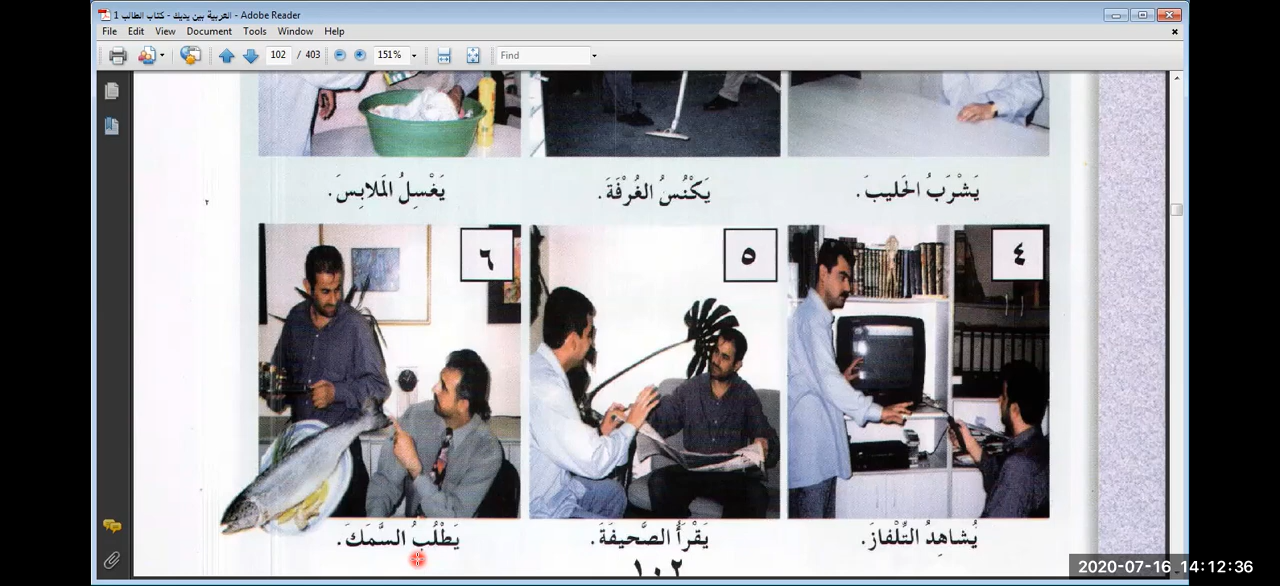 العربية بين يديك - كتاب الطالب 1 - Adobe Reader
File Edit View Document Tools Window Help
102 / 403 151% Find
يَشْرَبُ الحَليبَ.
يَكْنُسُ الغُرْفَةَ.
يَغْسِلُ المَلابِسَ.
٤
٥
٦
يُشاهِدُ التِّلْفازَ.
يَقْرَأُ الصَّحيفَةَ.
يَطْلُبُ السَّمَكَ.
١٠٢
2020-07-16 14:12:36